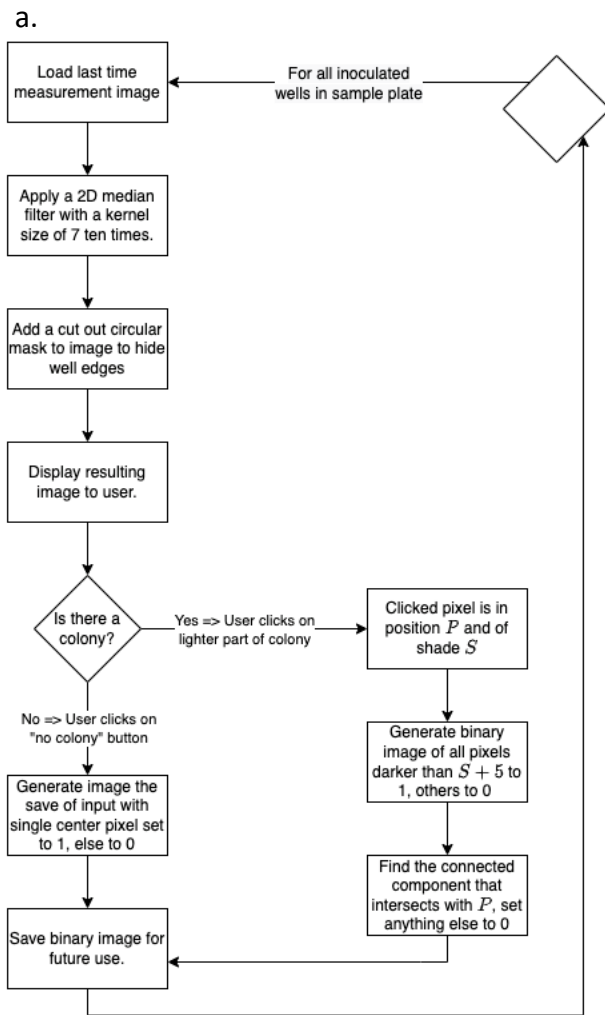 a.
Load last time
measurement image
For all inoculated
wells in sample plate
Apply a 2D median
filter with a kernel
size of 7 ten times.
Add a cut out circular
mask to image to hide
well edges
Display resulting
image to user.
Is there a
colony?
Yes => User clicks on
lighter part of colony
Clicked pixel is in
position P and of
shade S
No => User clicks on
"no colony" button
Generate binary
image of all pixels
darker than S + 5 to
1, others to 0
Generate image the
save of input with
single center pixel set
to 1, else to 0
Find the connected
component that
intersects with P, set
anything else to 0
Save binary image for
future use.